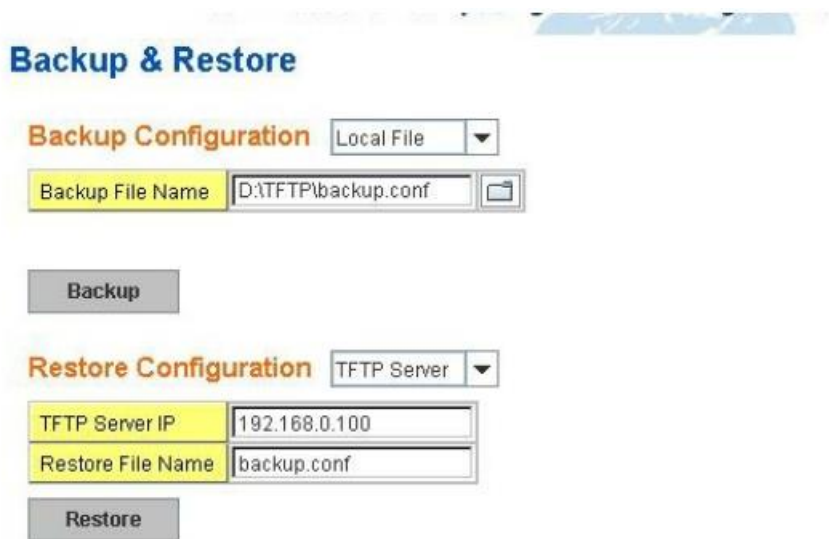 Backup & Restore
Backup Configuration Local File
Backup File Name D:\TFTP\backup.conf
Backup
Restore Configuration TFTP Server
TFTP Server IP 192.168.0.100
Restore File Name backup.conf
Restore